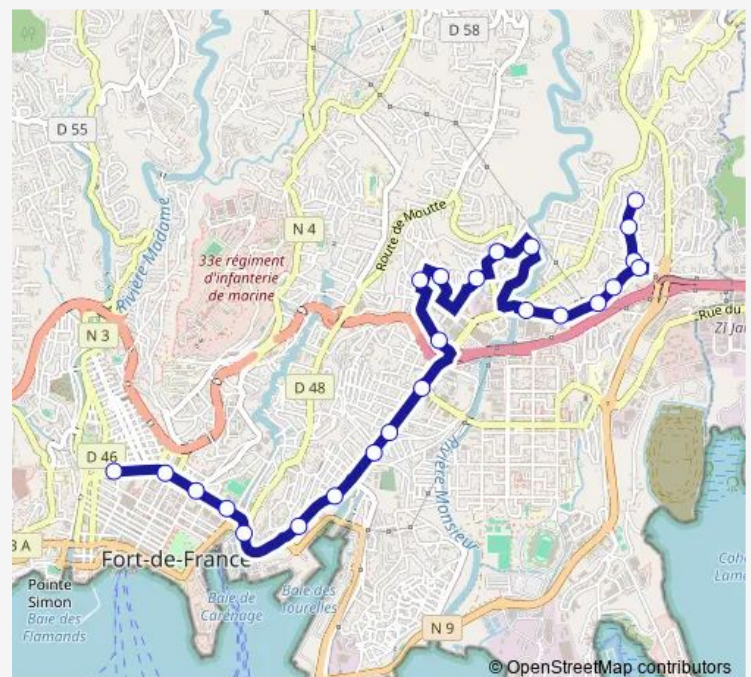 D 58
D 55
Rivière Madame
Route de Moutte
N 4
33e régiment
d'infanterie
de marine
Rue du
ZI Ja
N 3
D 48
D 46
Rivière Monsieur
3 A
Fort-de-France
Pointe
Simon
Baie des
Flamands
Baie de
Carénage
Baie des
Tourelles
Coh
Lam
N 9
© OpenStreetMap contributors